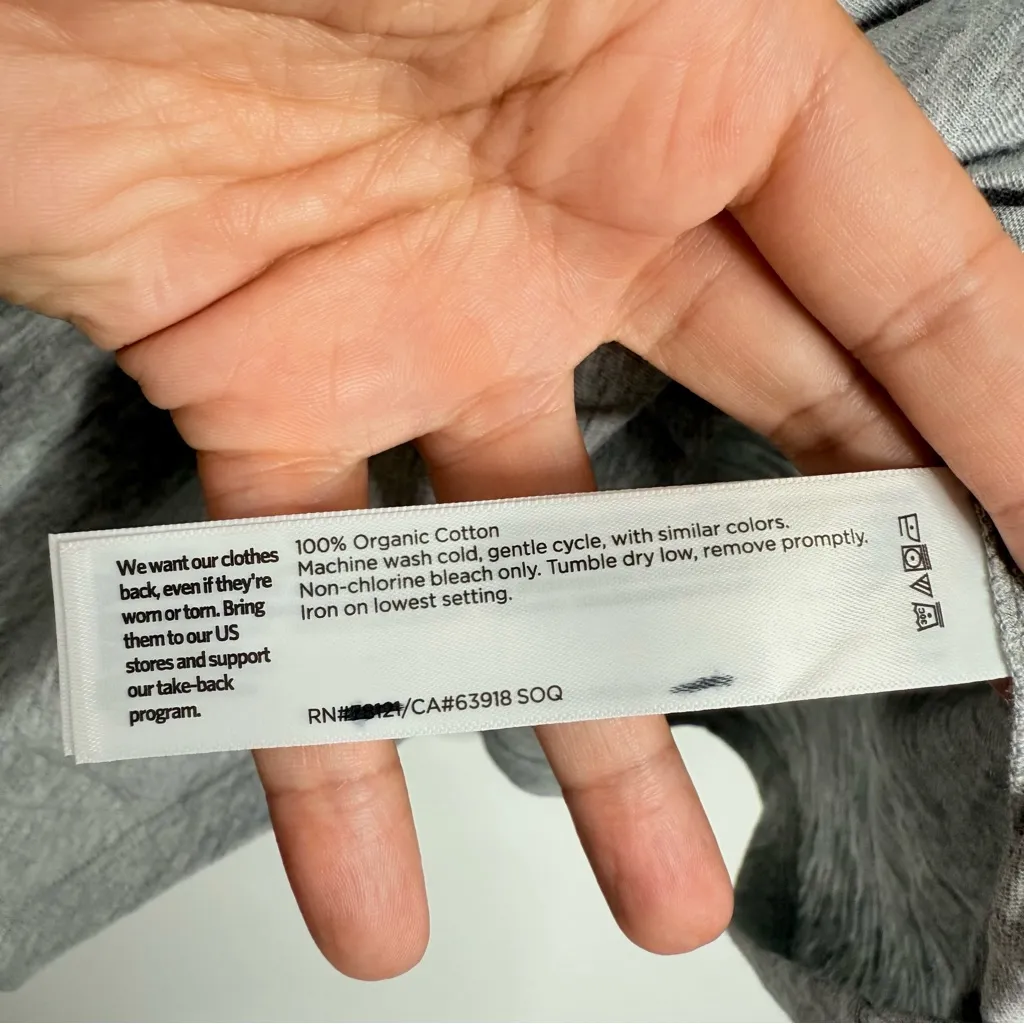 We want our clothes
back, even if they're
worn or torn. Bring
them to our US
stores and support
our take-back
program.
100% Organic Cotton
Machine wash cold, gentle cycle, with similar colors.
Non-chlorine bleach only. Tumble dry low, remove promptly.
Iron on lowest setting.
/CA#63918 SOQ